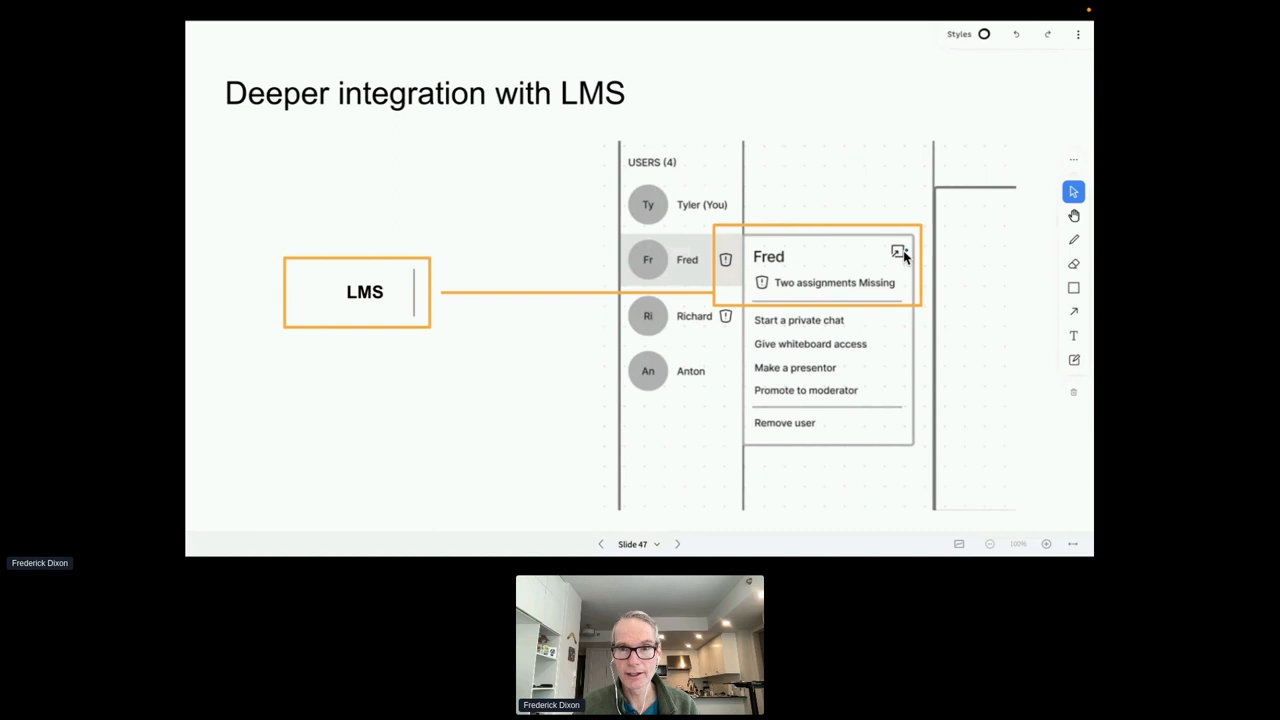 Styles
Deeper integration with LMS
USERS (4)
Ty
Tyler (You)
Fr
Fred
Fred
Two assignments Missing
LMS
Ri
Richard
Start a private chat
Give whiteboard access
An
Anton
Make a presentor
Promote to moderator
Remove user
T
Slide 47
100%
Frederick Dixon
Frederick Dixon